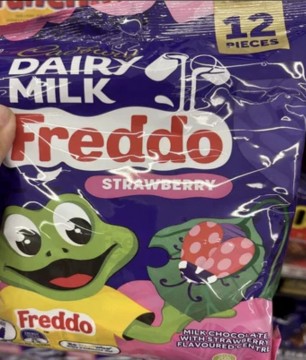 12
PIECES
Cadbury
DAIRY
MILK
Freddo
STRAWBERRY
MILK CHOCOLATE
WITH STRAWBERRY
FLAVOURED CENTRE
Freddo